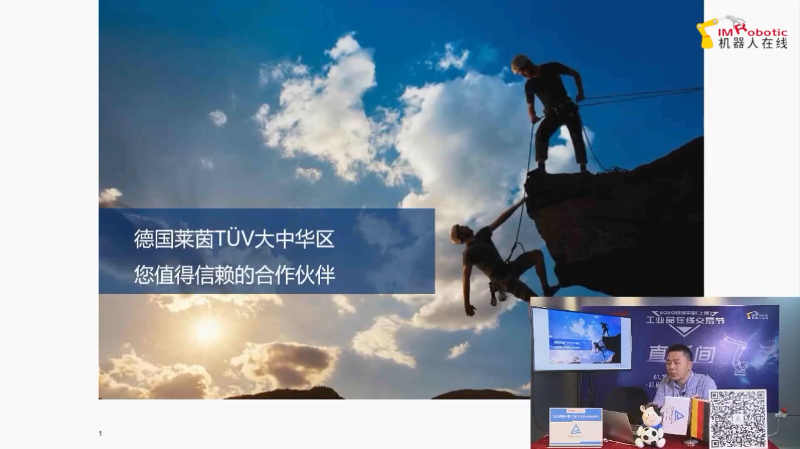 IMRobotic
机器人在线
德国莱茵TÜV大中华区
您值得信赖的合作伙伴
工业品在线交易节
直播间
1